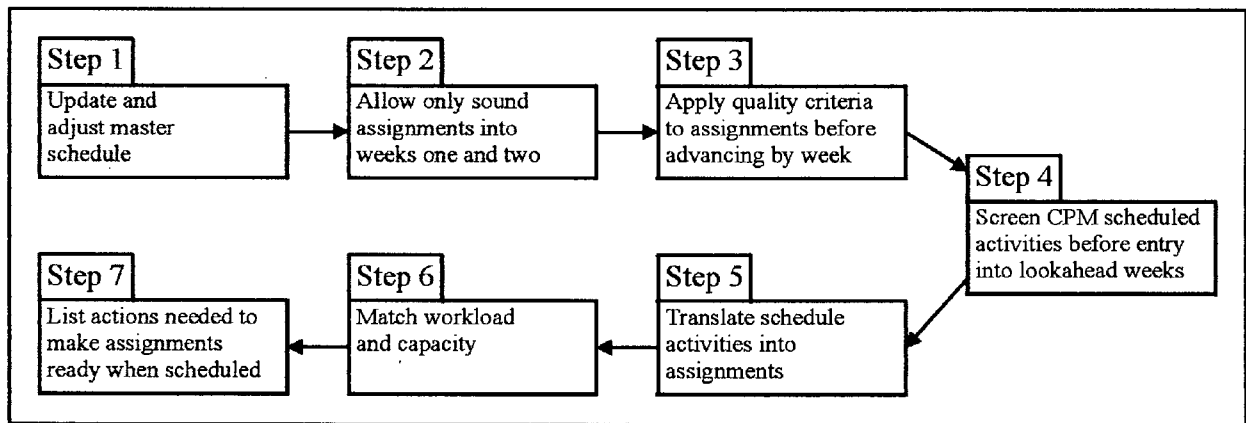 Step 1
Update and
adjust master
schedule
Step 2
Allow only sound
assignments into
weeks one and two
Step 3
Apply quality criteria
to assignments before
advancing by week
Step 4
Screen CPM scheduled
activities before entry
into lookahead weeks
Step 5
Translate schedule
activities into
assignments
Step 6
Match workload
and capacity
Step 7
List actions needed to
make assignments
ready when scheduled